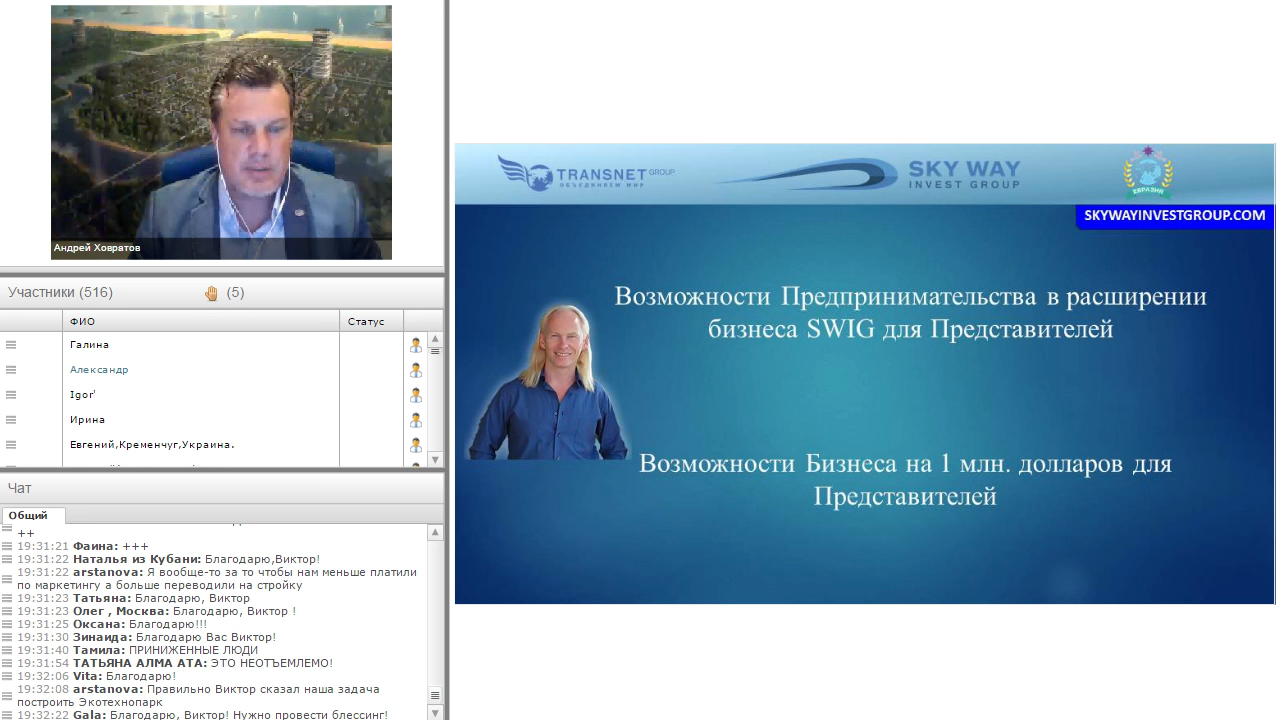 Андрей Ховратов
Участники (516)
(5)
ФИО
Статус
Галина
Александр
Igor'
Ирина
Евгений,Кременчуг,Украина.
Чат
Общий
++
19:31:21 Фаина: +++
19:31:22 Наталья из Кубани: Благодарю,Виктор!
19:31:22 arstanova: Я вообще-то за то чтобы нам меньше платили
по маркетингу а больше переводили на стройку
19:31:23 Татьяна: Благодарю, Виктор
19:31:23 Олег , Москва: Благодарю, Виктор !
19:31:25 Оксана: Благодарю!!!
19:31:30 Зинаида: Благодарю Вас Виктор!
19:31:40 Тамила: ПРИНИЖЕННЫЕ ЛЮДИ
19:31:54 ТАТЬЯНА АЛМА АТА: ЭТО НЕОТЪЕМЛЕМО!
19:32:06 Vita: Благодарю!
19:32:08 arstanova: Правильно Виктор сказал наша задача
построить Экотехнопарк
19:32:22 Gala: Благодарю, Виктор! Нужно провести блессинг!
TRANSNET GROUP
ОБЪЕДИНЯЕМ МИР
SKY WAY
INVEST GROUP
ЕВРАЗИЯ
SKYWAYINVESTGROUP.COM
Возможности Предпринимательства в расширении
бизнеса SWIG для Представителей
Возможности Бизнеса на 1 млн. долларов для
Представителей